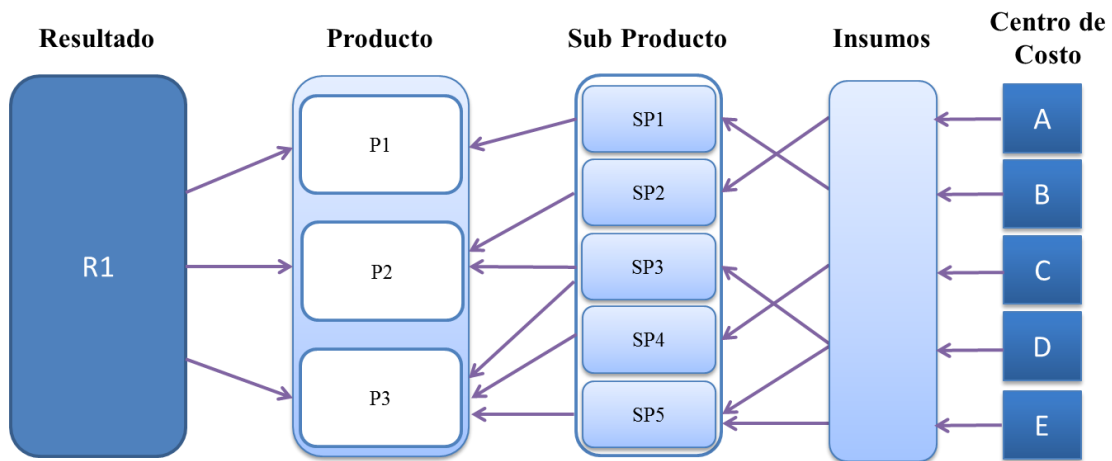 Resultado
Producto
Sub Producto
Insumos
Centro de
Costo
R1
P1
P2
P3
SP1
SP2
SP3
SP4
SP5
A
B
C
D
E